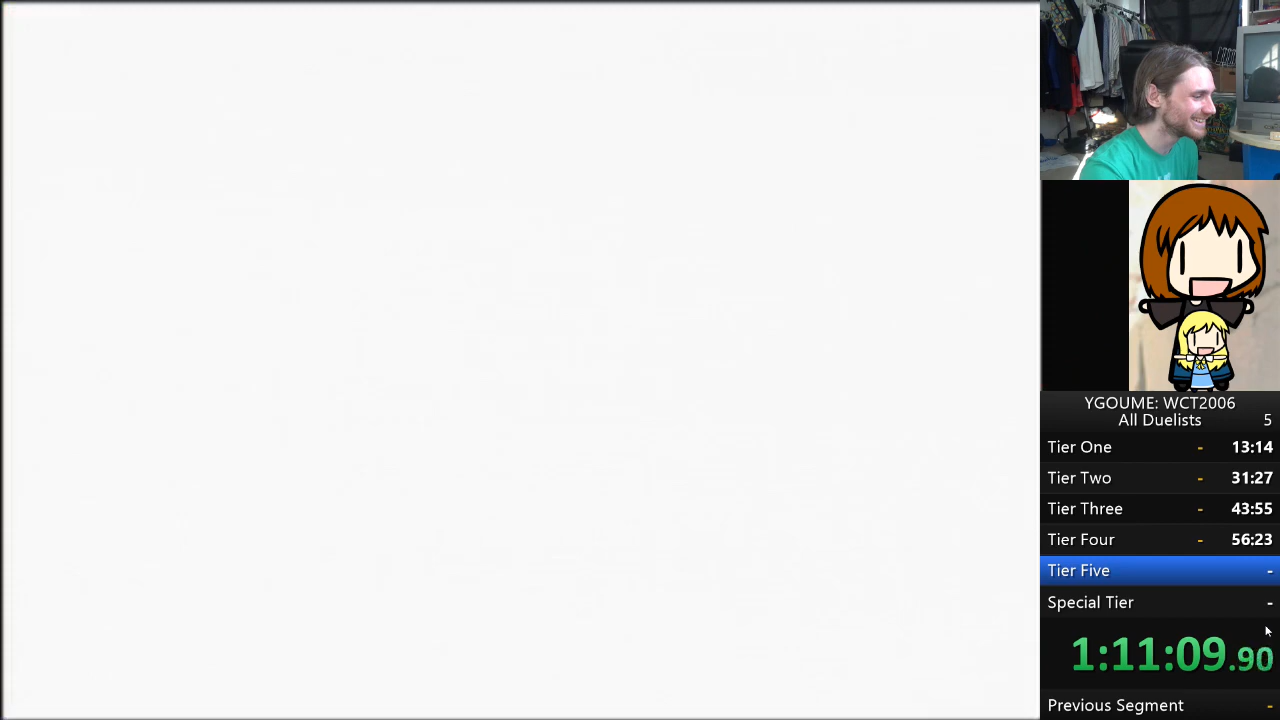 YGOUME: WCT2006
All Duelists 5
Tier One - 13:14
Tier Two - 31:27
Tier Three - 43:55
Tier Four - 56:23
Tier Five -
Special Tier -
1:11:09.90
Previous Segment -